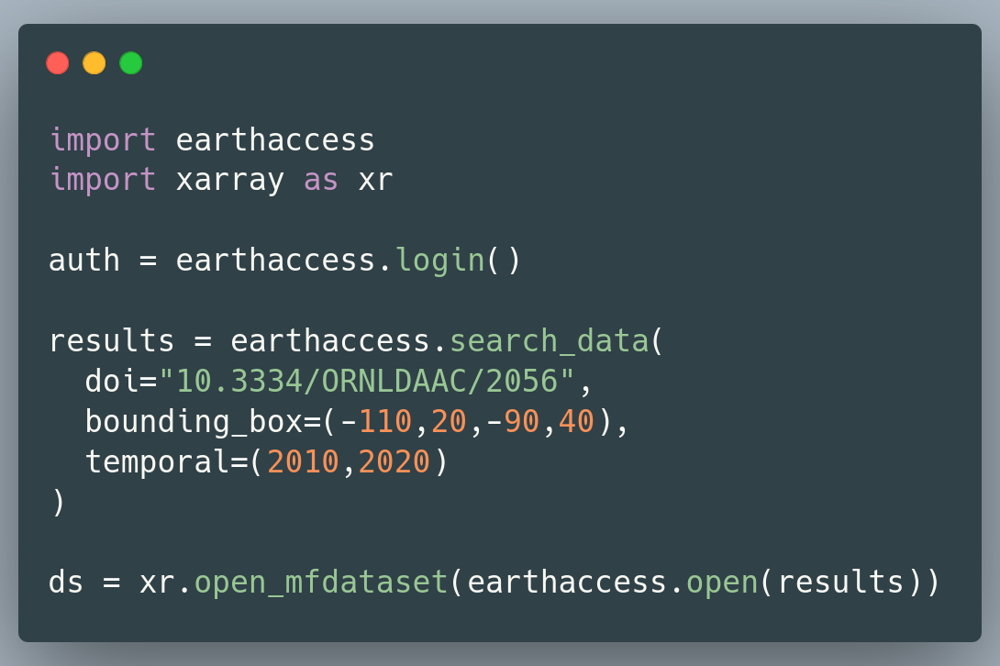 import earthaccess
import xarray as xr
auth = earthaccess.login()
results = earthaccess.search_data(
  doi="10.3334/ORNLDAAC/2056",
  bounding_box=(-110,20,-90,40),
  temporal=(2010,2020)
)
ds = xr.open_mfdataset(earthaccess.open(results))